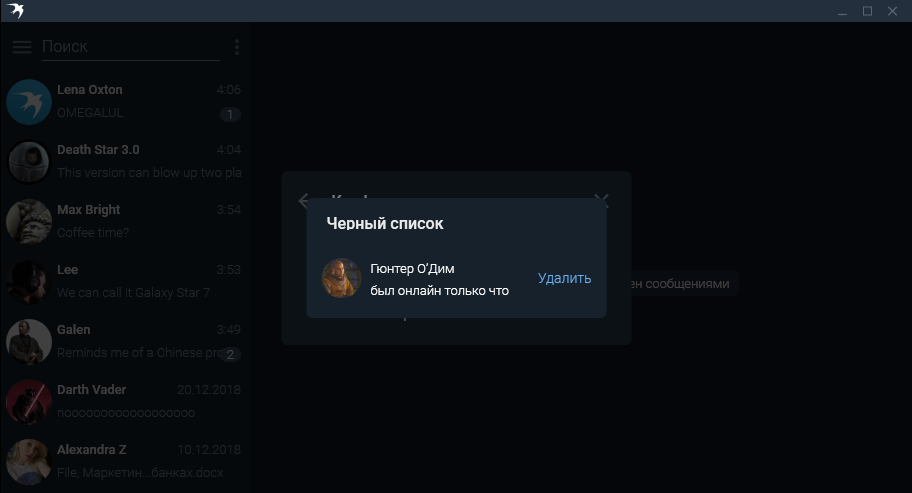 Поиск
Lena Oxton 4:06
OMEGALUL 1
Death Star 3.0 4:04
This version can blow up two pla
Max Bright 3:54
Coffee time?
Lee 3:53
We can call It Galaxy Star 7
Galen 3:49
Reminds me of a Chinese pro 2
Darth Vader 20.12.2018
noooooooooooooooooo
Alexandra Z 10.12.2018
File, Маркетин...банках.docx
Черный список
Гюнтер О'Дим
был онлайн только что
Удалить
ен сообщениями